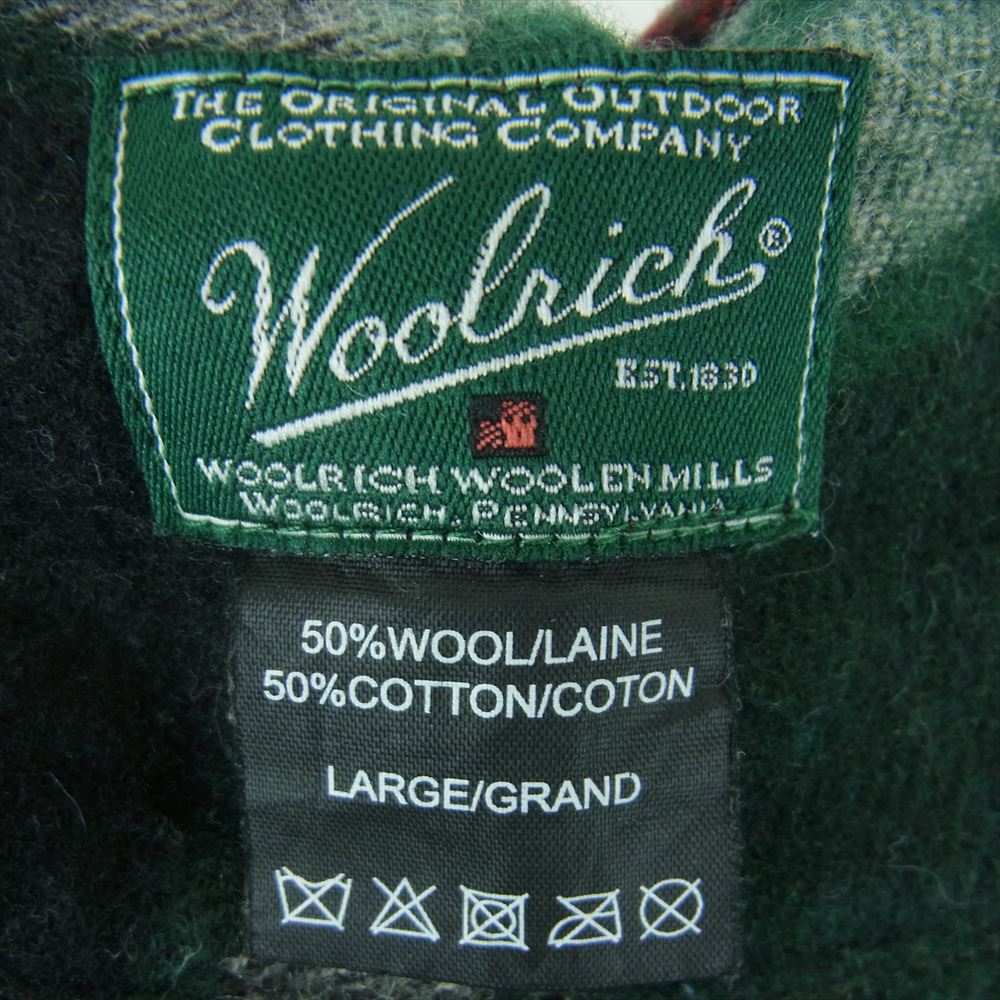 THE ORIGINAL OUTDOOR
CLOTHING COMPANY
Woolrich ®
EST. 1830
WOOLRICH WOOLEN MILLS
WOOLRICH, PENNSYLVANIA
50%WOOL/LAINE
50%COTTON/COTON
LARGE/GRAND